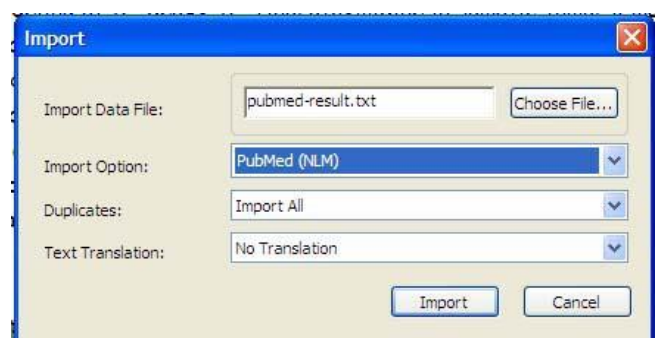 Import
Import Data File:
pubmed-result.txt
Choose File...
Import Option:
PubMed (NLM)
Duplicates:
Import All
Text Translation:
No Translation
Import
Cancel